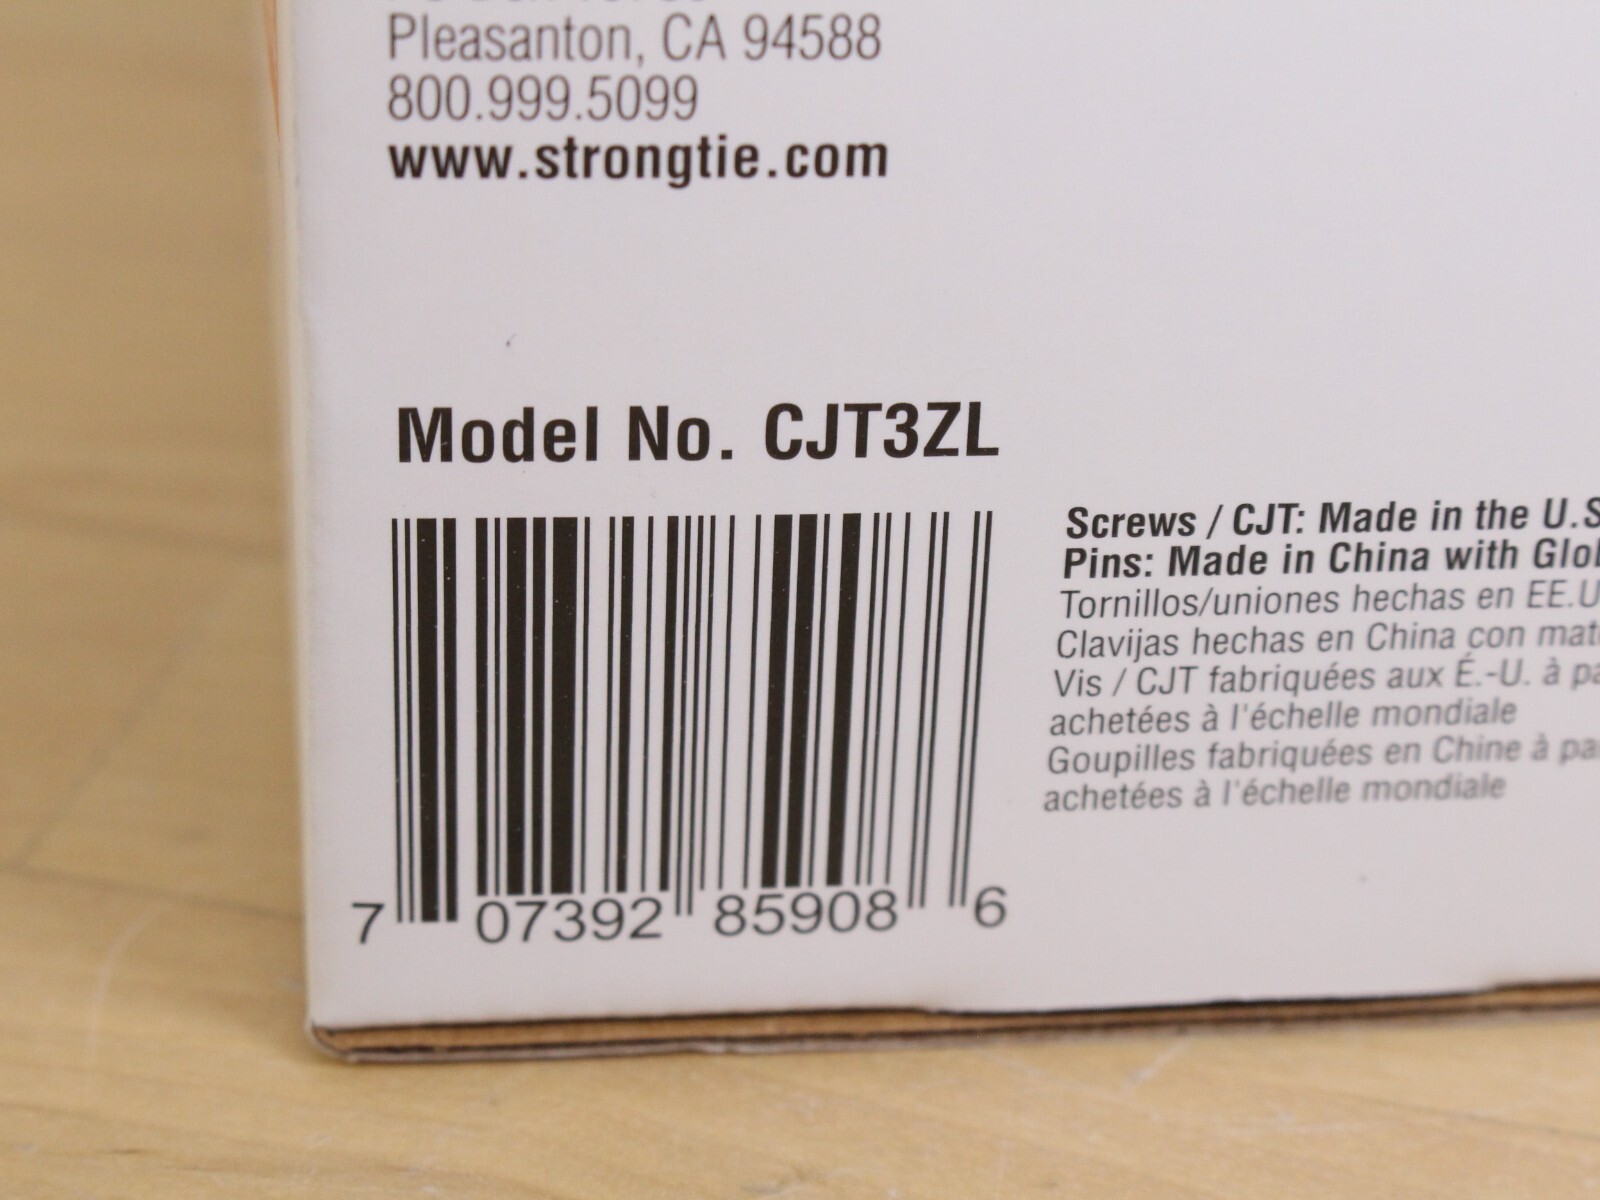 Pleasanton, CA 94588
800.999.5099
www.strongtie.com
Model No. CJT3ZL
7 07392 85908 6
Screws / CJT: Made in the U.S
Pins: Made in China with
Tornillos/uniones hechas en EE.U
Clavijas hechas en China con
Vis / CJT fabriquées aux É.-U. à
achetées à l'échelle mondiale
Goupilles fabriquées en Chine à
achetées à l'échelle mondiale